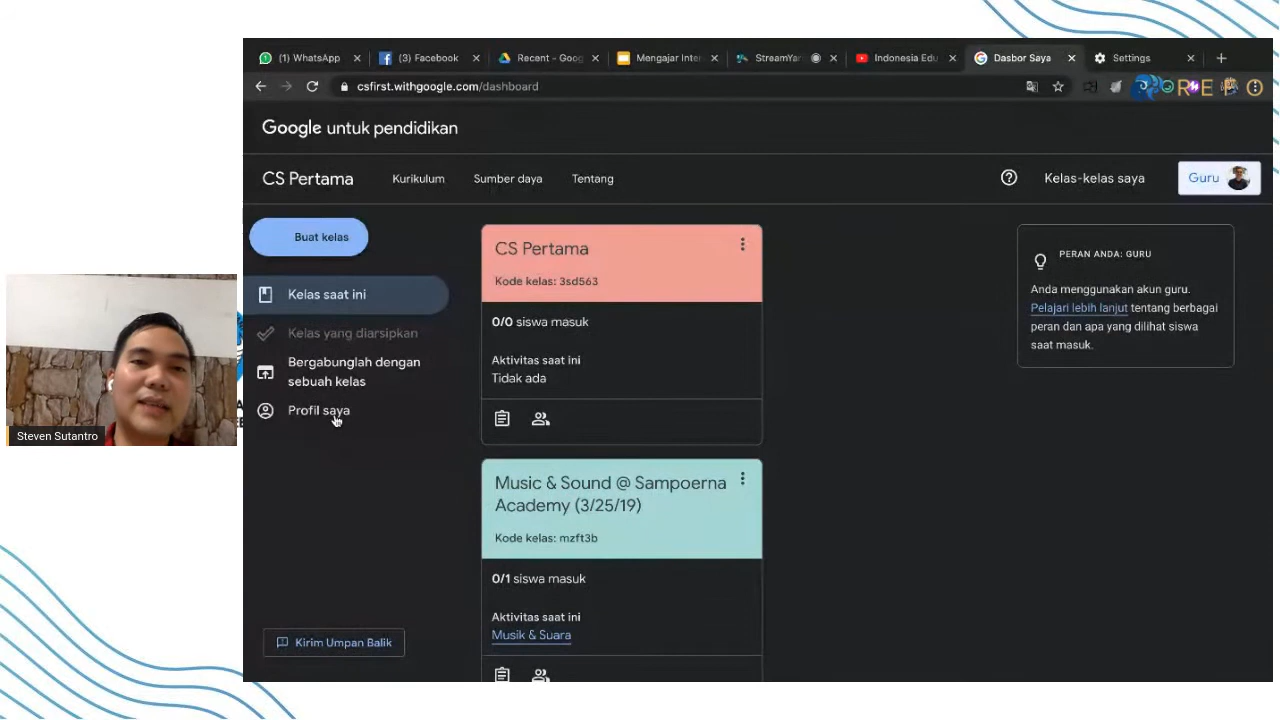 (1) WhatsApp
(3) Facebook
Recent - Goog
Mengajar Inte
StreamYar
Indonesia Edu
Dasbor Saya
Settings
csfirst.withgoogle.com/dashboard
Google untuk pendidikan
CS Pertama
Kurikulum
Sumber daya
Tentang
Kelas-kelas saya
Guru
Buat kelas
Kelas saat ini
Kelas yang diarsipkan
Bergabunglah dengan
sebuah kelas
Profil saya
Kirim Umpan Balik
CS Pertama
Kode kelas: 3sd563
0/0 siswa masuk
Aktivitas saat ini
Tidak ada
Music & Sound @ Sampoerna
Academy (3/25/19)
Kode kelas: mzft3b
0/1 siswa masuk
Aktivitas saat ini
Musik & Suara
PERAN ANDA: GURU
Anda menggunakan akun guru.
Pelajari lebih lanjut tentang berbagai
peran dan apa yang dilihat siswa
saat masuk.
Steven Sutantro